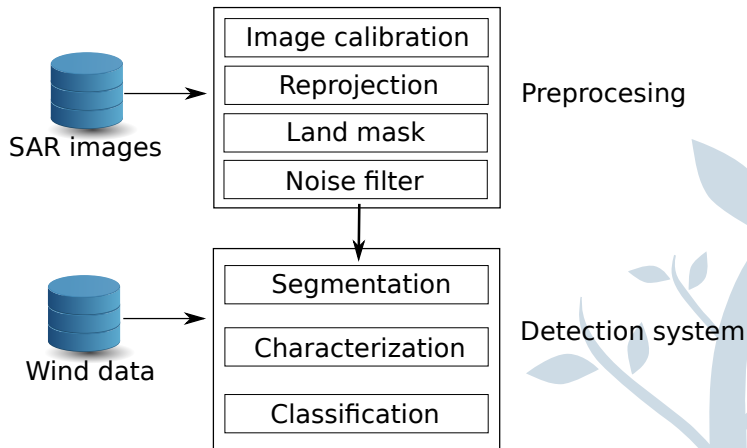 Image calibration
Reprojection
Land mask
Noise filter
SAR images
Preprocesing
Segmentation
Characterization
Classification
Wind data
Detection system